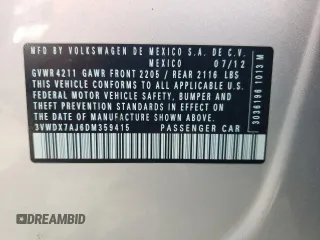 MFD BY VOLKSWAGEN DE MEXICO S.A. DE C.V.
MEXICO 07/12
GVWR 4211 GAWR FRONT 2205 / REAR 2116 LBS
THIS VEHICLE CONFORMS TO ALL APPLICABLE U.S.
FEDERAL MOTOR VEHICLE SAFETY, BUMPER, AND
THEFT PREVENTION STANDARDS IN EFFECT ON THE
DATE OF MANUFACTURE SHOWN ABOVE.
3VWDX7AJ6DM359415 PASSENGER CAR
3036196 1013 M
© DREAMBID